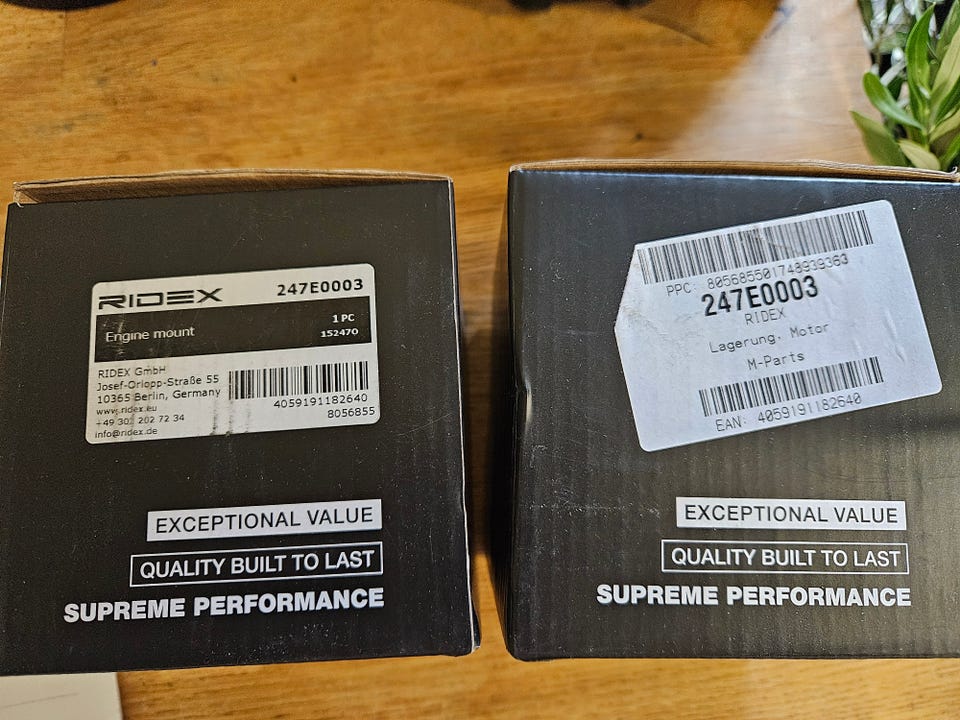 RIDEX 247E0003
Engine mount 1 PC
152470
RIDEX GmbH
Josef-Orlopp-Straße 55
10365 Berlin, Germany
www.ridex.eu
+49 30 202 72 34
info@ridex.de
4059191182640
8056855
EXCEPTIONAL VALUE
QUALITY BUILT TO LAST
SUPREME PERFORMANCE
PPC: 805685501748939363
247E0003
RIDEX
Lagerung, Motor
M-Parts
EAN: 4059191182640
EXCEPTIONAL VALUE
QUALITY BUILT TO LAST
SUPREME PERFORMANCE